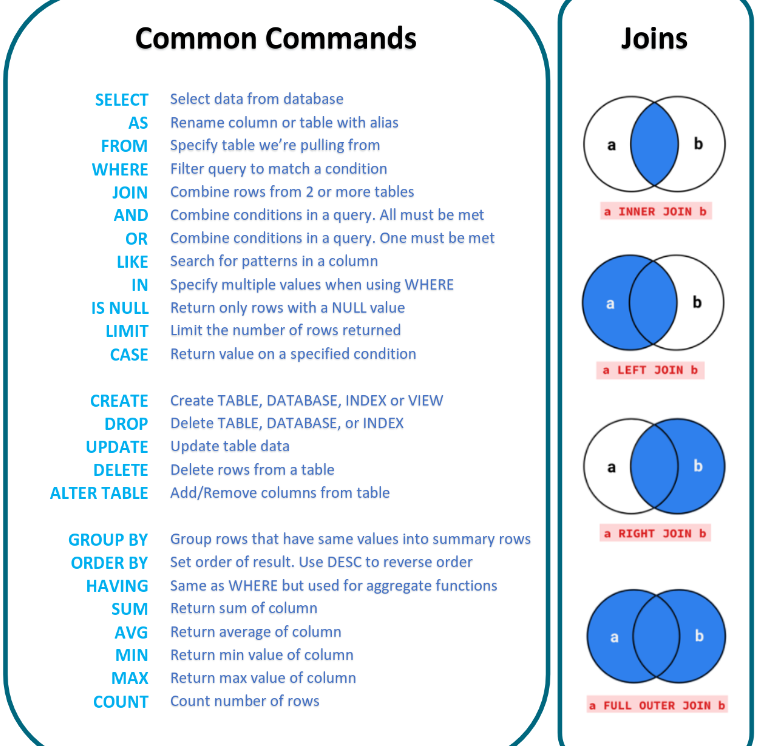 Common Commands
SELECT Select data from database
AS Rename column or table with alias
FROM Specify table we’re pulling from
WHERE Filter query to match a condition
JOIN Combine rows from 2 or more tables
AND Combine conditions in a query. All must be met
OR Combine conditions in a query. One must be met
LIKE Search for patterns in a column
IN Specify multiple values when using WHERE
IS NULL Return only rows with a NULL value
LIMIT Limit the number of rows returned
CASE Return value on a specified condition
CREATE Create TABLE, DATABASE, INDEX or VIEW
DROP Delete TABLE, DATABASE, or INDEX
UPDATE Update table data
DELETE Delete rows from a table
ALTER TABLE Add/Remove columns from table
GROUP BY Group rows that have same values into summary rows
ORDER BY Set order of result. Use DESC to reverse order
HAVING Same as WHERE but used for aggregate functions
SUM Return sum of column
AVG Return average of column
MIN Return min value of column
MAX Return max value of column
COUNT Count number of rows
Joins
a b
a INNER JOIN b
a b
a LEFT JOIN b
a b
a RIGHT JOIN b
a b
a FULL OUTER JOIN b